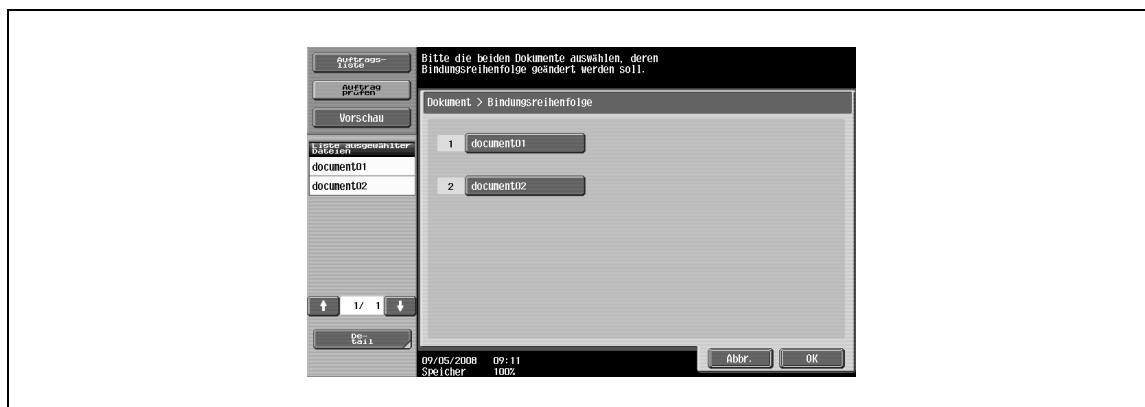 Auftrags-
liste
Auftrag
prüfen
Vorschau
Liste ausgewählter
Dateien
document01
document02
1/ 1
De-
tail
Bitte die beiden Dokumente auswählen, deren
Bindungsreihenfolge geändert werden soll.
Dokument > Bindungsreihenfolge
1 document01
2 document02
09/05/2008 09:11
Speicher 100%
Abbr. OK